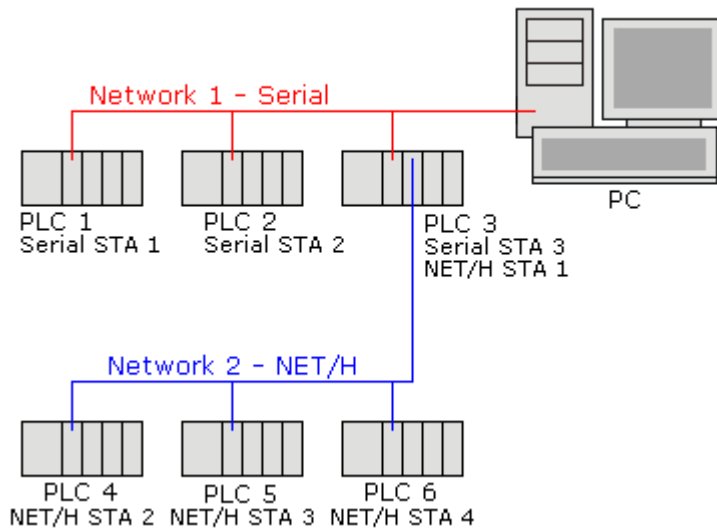 Network 1 - Serial
PC
PLC 1
Serial STA 1
PLC 2
Serial STA 2
PLC 3
Serial STA 3
NET/H STA 1
Network 2 - NET/H
PLC 4
NET/H STA 2
PLC 5
NET/H STA 3
PLC 6
NET/H STA 4